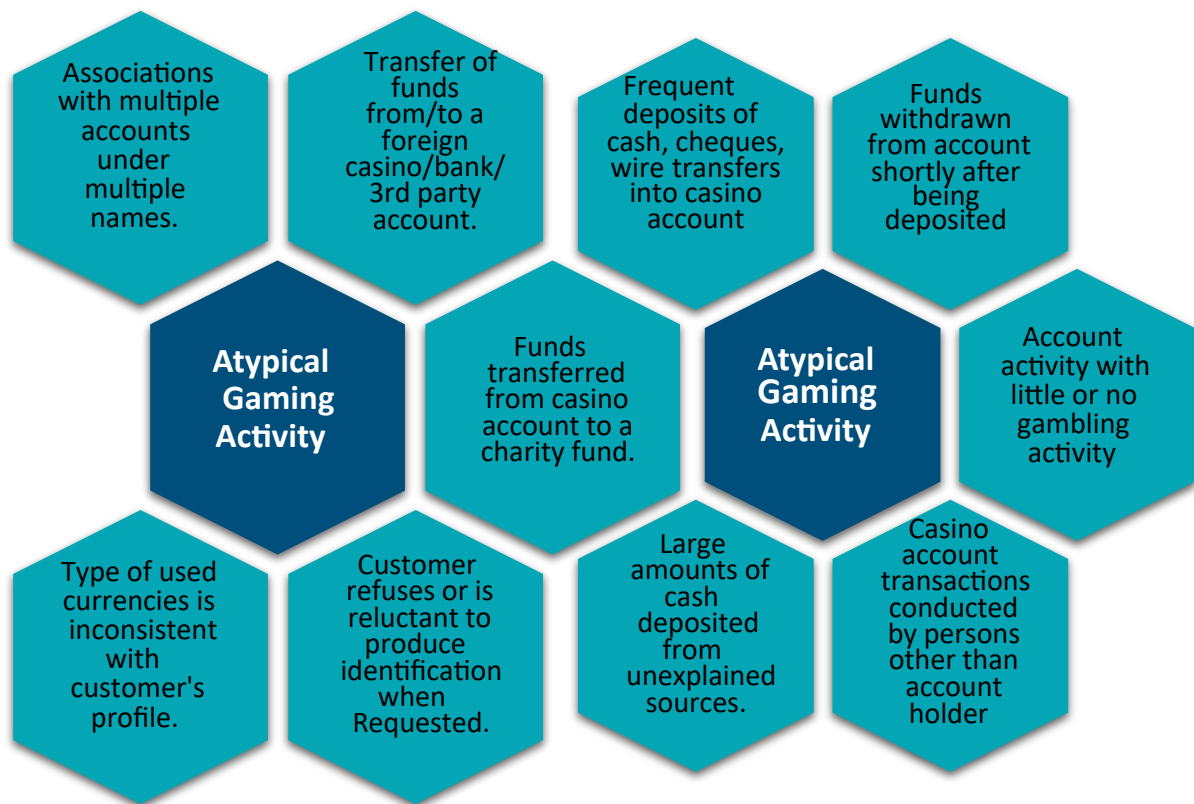 Associations
with multiple
accounts
under
multiple
names.
Transfer of
funds
from/to a
foreign
casino/bank/
3rd party
account.
Frequent
deposits of
cash, cheques,
wire transfers
into casino
account
Funds
withdrawn
from account
shortly after
being
deposited
Atypical
Gaming
Activity
Funds
transferred
from casino
account to a
charity fund.
Atypical
Gaming
Activity
Account
activity with
little or no
gambling
activity
Type of used
currencies is
inconsistent
with
customer's
profile.
Customer
refuses or is
reluctant to
produce
identification
when
Requested.
Large
amounts of
cash
deposited
from
unexplained
sources.
Casino
account
transactions
conducted
by persons
other than
account
holder